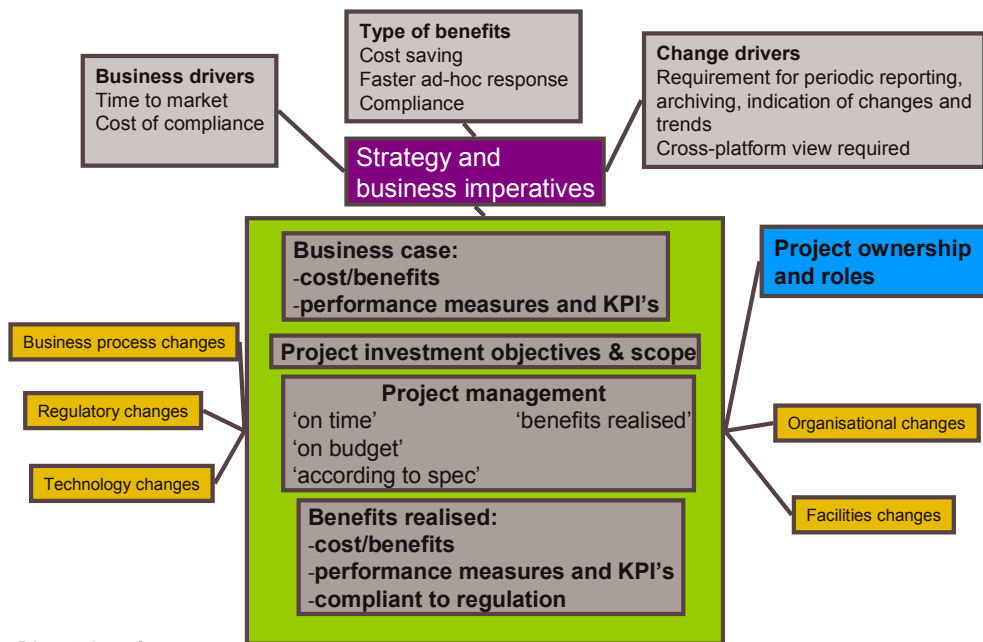 Type of benefits
Cost saving
Faster ad-hoc response
Compliance
Business drivers
Time to market
Cost of compliance
Change drivers
Requirement for periodic reporting,
archiving, indication of changes and
trends
Cross-platform view required
Strategy and
business imperatives
Business case:
-cost/benefits
-performance measures and KPI's
Project ownership
and roles
Business process changes
Project investment objectives & scope
Project management
‘on time’ ‘benefits realised’
‘on budget’
‘according to spec’
Regulatory changes
Organisational changes
Technology changes
Benefits realised:
-cost/benefits
-performance measures and KPI's
-compliant to regulation
Facilities changes